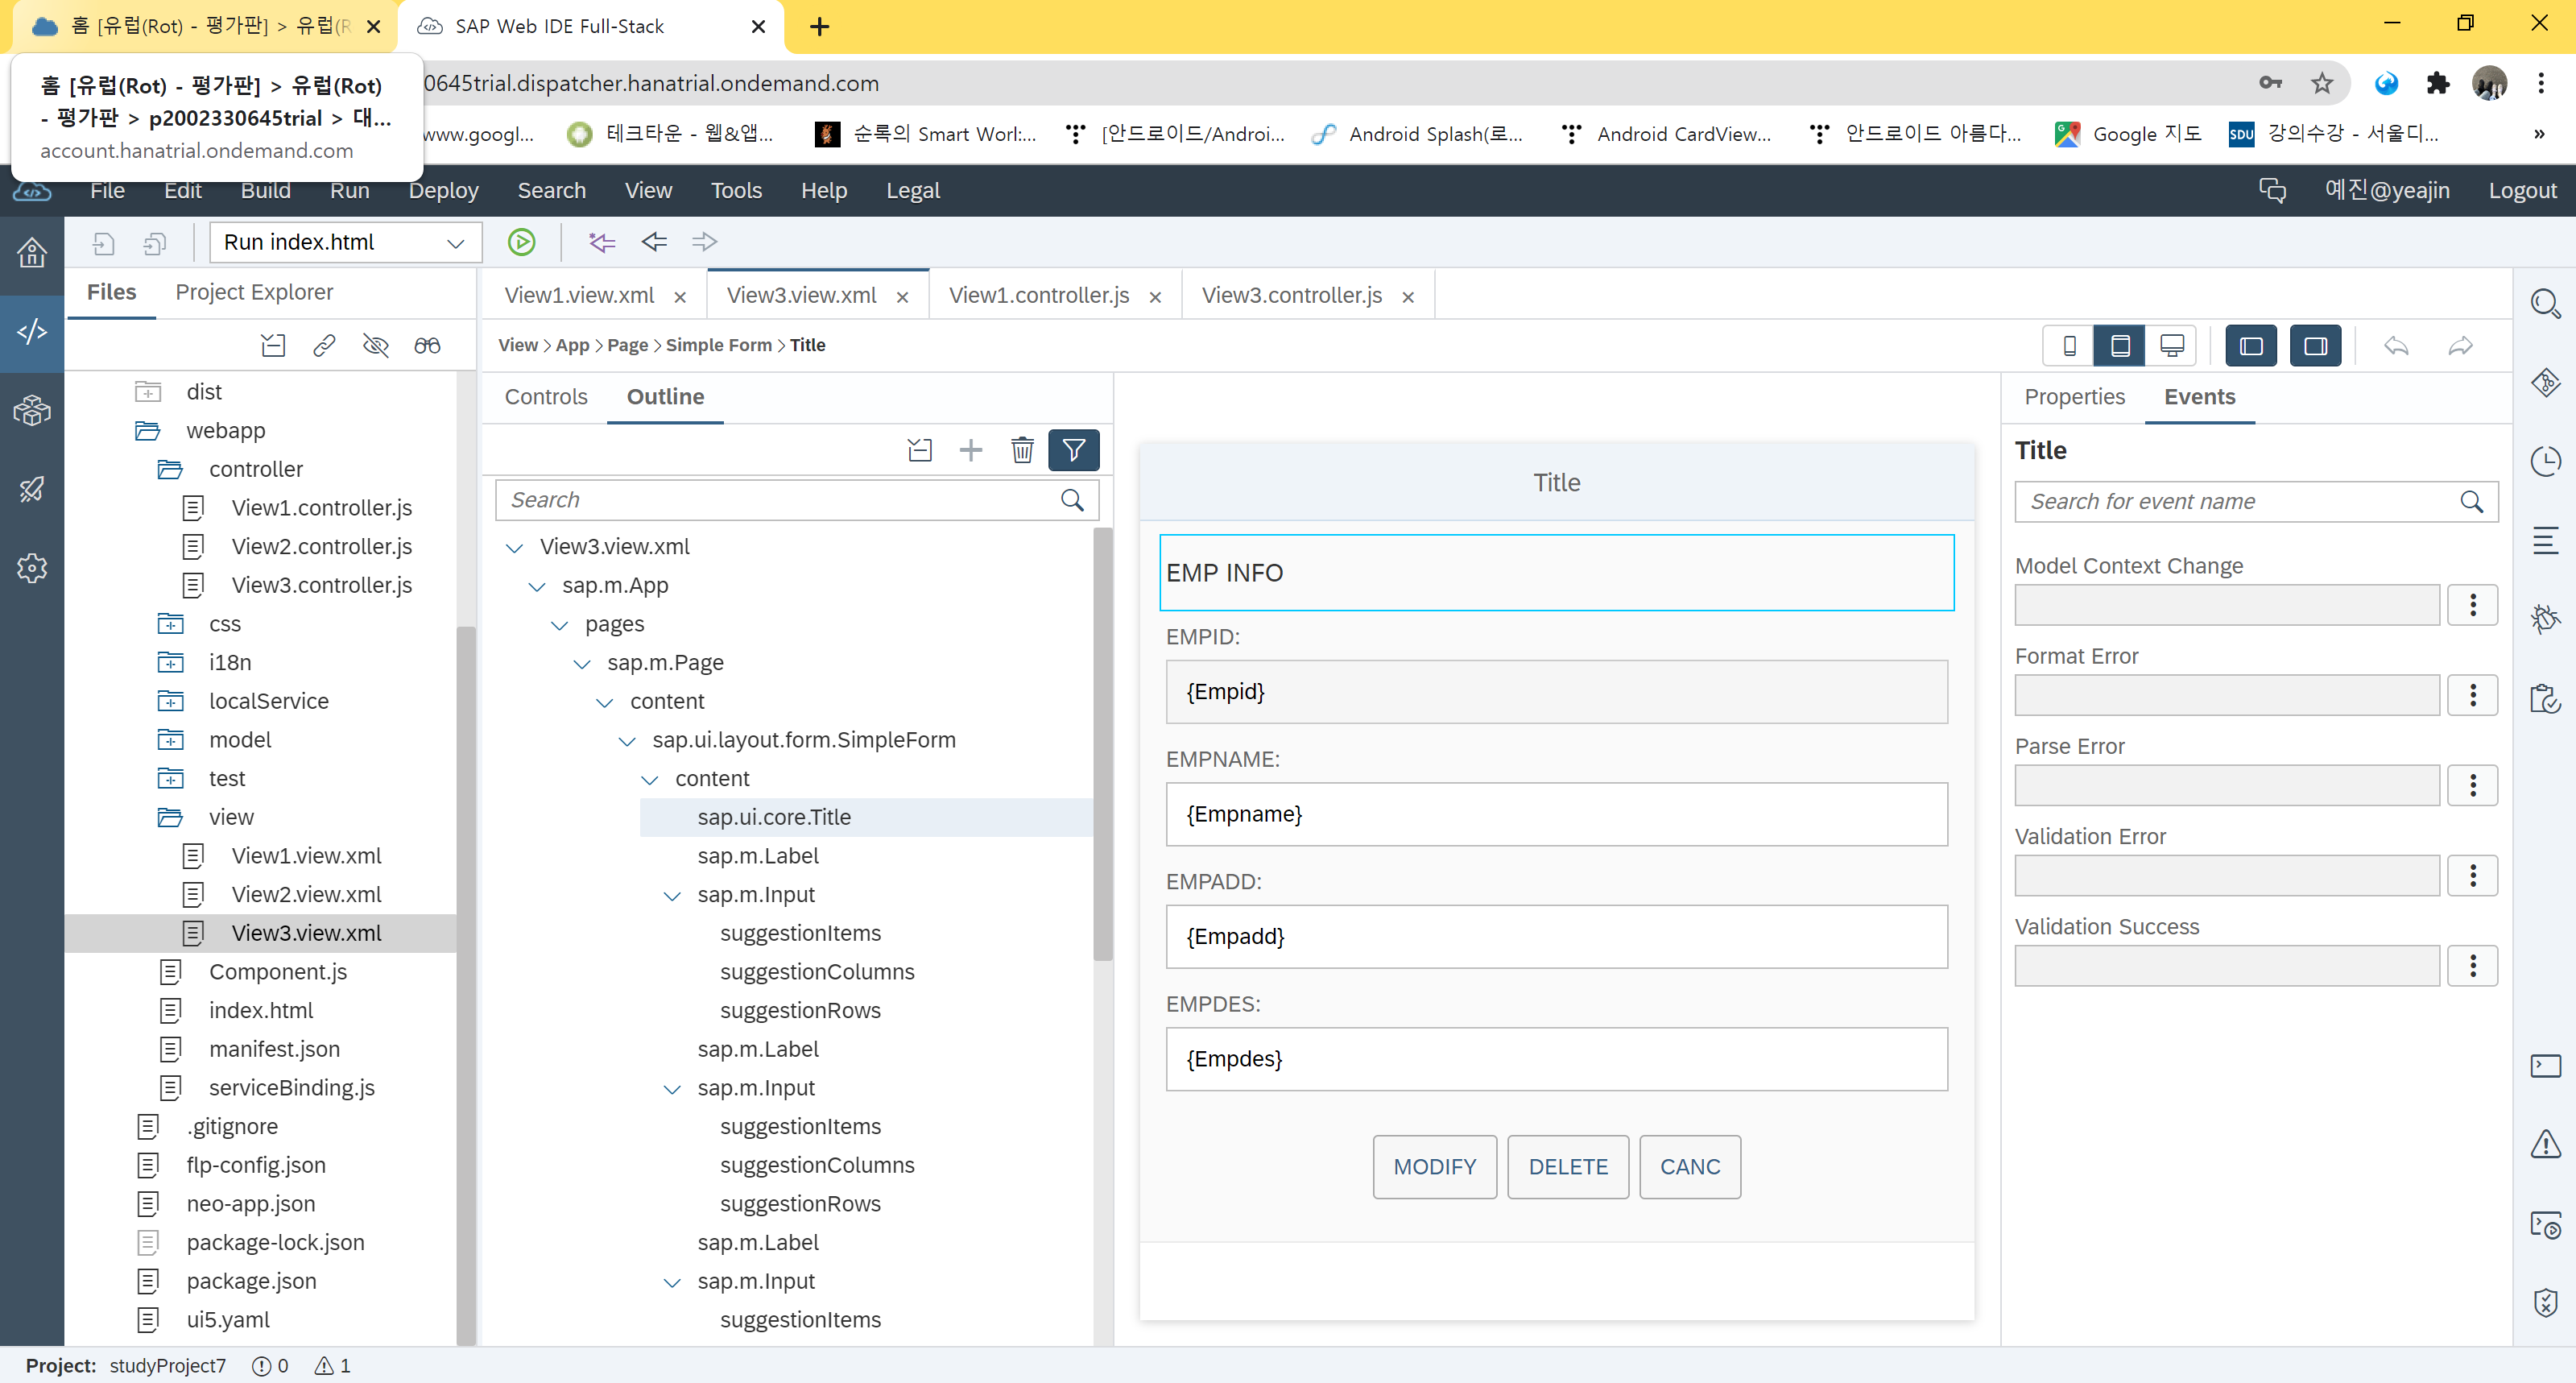 홈 [유럽(Rot) - 평가판] > 유럽(R
SAP Web IDE Full-Stack
홈 [유럽(Rot) - 평가판] > 유럽(Rot)
- 평가판 > p2002330645trial > 대...
account.hanatrial.ondemand.com
0645trial.dispatcher.hanatrial.ondemand.com
www.googl...
테크타운 - 웹&앱...
순록의 Smart Worl:...
[안드로이드/Androi...
Android Splash(로...
Android CardView...
안드로이드 아름다...
Google 지도
SDU
강의수강 - 서울디...
»
File
Edit
Build
Run
Deploy
Search
View
Tools
Help
Legal
예진@yeajin
Logout
Run index.html
Files
Project Explorer
View1.view.xml
View3.view.xml
View1.controller.js
View3.controller.js
View > App > Page > Simple Form > Title
dist
webapp
controller
View1.controller.js
View2.controller.js
View3.controller.js
css
i18n
localService
model
test
view
View1.view.xml
View2.view.xml
View3.view.xml
Component.js
index.html
manifest.json
serviceBinding.js
.gitignore
flp-config.json
neo-app.json
package-lock.json
package.json
ui5.yaml
Controls
Outline
Search
View3.view.xml
sap.m.App
pages
sap.m.Page
content
sap.ui.layout.form.SimpleForm
content
sap.ui.core.Title
sap.m.Label
sap.m.Input
suggestionItems
suggestionColumns
suggestionRows
sap.m.Label
sap.m.Input
suggestionItems
suggestionColumns
suggestionRows
sap.m.Label
sap.m.Input
suggestionItems
Title
EMP INFO
EMPID:
{Empid}
EMPNAME:
{Empname}
EMPADD:
{Empadd}
EMPDES:
{Empdes}
MODIFY
DELETE
CANC
Properties
Events
Title
Search for event name
Model Context Change
Format Error
Parse Error
Validation Error
Validation Success
Project: studyProject7
0
1